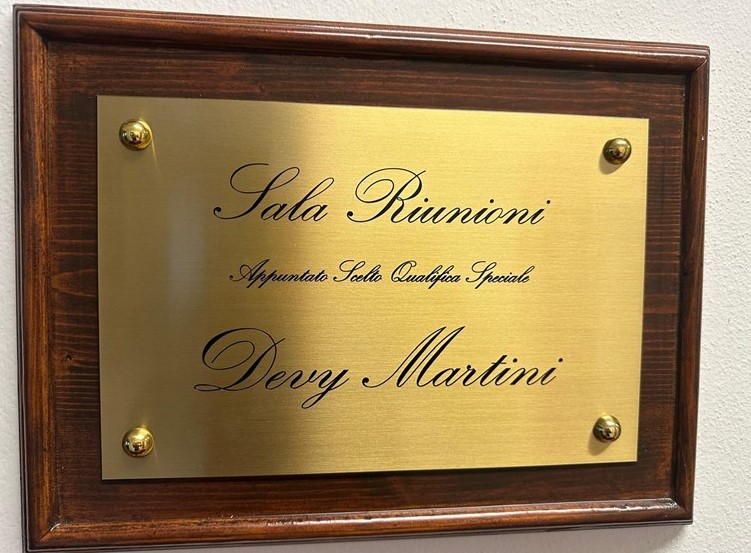 Sala Riunioni
Appuntato Scelto Qualifica Speciale
Devy Martini